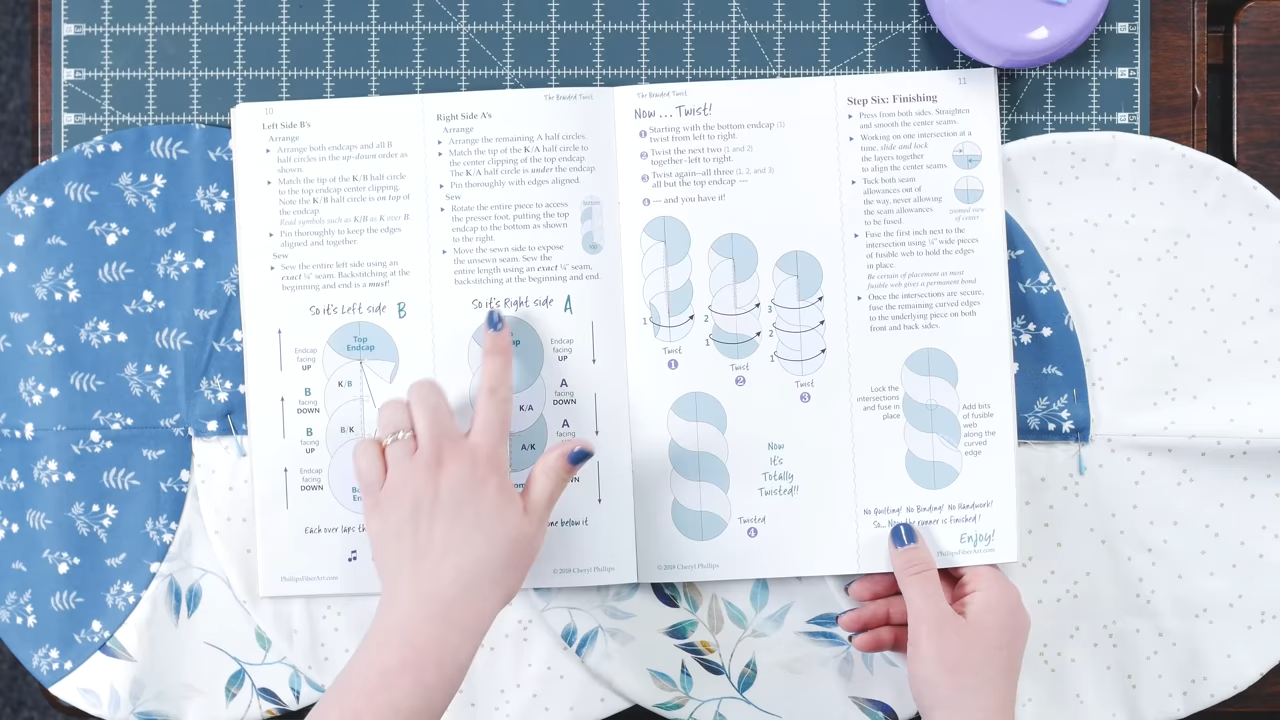 10
Left Side B's
Arrange
Arrange both endcaps and all B
half circles in the up-down order as
shown.
Match the tip of the K/B half circle
to the top endcap center clipping.
Note the K/B half circle is on top of
the endcap.
Read symbols such as K/B as K over B.
Pin thoroughly to keep the edges
aligned and together.
Sew
Sew the entire left side using an
exact ¼" seam. Backstitching at the
beginning and end is a must!
So it's Left side B
Top
Endcap
Endcap
facing
UP
K/B
B
facing
DOWN
B/K
B
facing
UP
Endcap
facing
DOWN
Each over laps th
PhillipsFiberArt.com
The Braided Twist
Right Side A's
Arrange
Arrange the remaining A half circles.
Match the tip of the K/A half circle to
the center clipping of the top endcap.
The K/A half circle is under the endcap.
Pin thoroughly with edges aligned.
Sew
Rotate the entire piece to access
the presser foot, putting the top
endcap to the bottom as shown
to the right.
Move the sewn side to expose
the unsewn seam. Sew the
entire length using an exact ¼" seam,
backstitching at the beginning and end.
So it's Right side A
Endcap
facing
UP
A
facing
DOWN
K/A
A
facing
A/K
one below it
© 2018 Cheryl Phillips
The Braided Twist
Now ... Twist!
1 Starting with the bottom endcap (1)
twist from left to right.
2 Twist the next two (1 and 2)
together-left to right.
3 Twist again--all three (1, 2, and 3)
all but the top endcap ---
4 --- and you have it!
1
Twist
1
2
1
Twist
2
3
2
1
Twist
3
Now
It's
Totally
Twisted!!
Twisted
4
© 2018 Cheryl Phillips
11
Step Six: Finishing
Press from both sides. Straighten
and smooth the center seams.
Working on one intersection at a
time, slide and lock
the layers together
to align the center seams.
Tuck both seam
allowances out of
the way, never allowing
the seam allowances
to be fused.
Zoomed view
of center
Fuse the first inch next to the
intersection using ¼" wide pieces
of fusible web to hold the edges
in place.
Be certain of placement as most
fusible web gives a permanent bond.
Once the intersections are secure,
fuse the remaining curved edges
to the underlying piece on both
front and back sides.
Lock the
intersections
and fuse in
place
Add bits
of fusible
web
along the
curved
edge
No Quilting! No Binding! No Handwork!
So... Now the runner is finished!
Enjoy!
PhillipsFiberArt.com